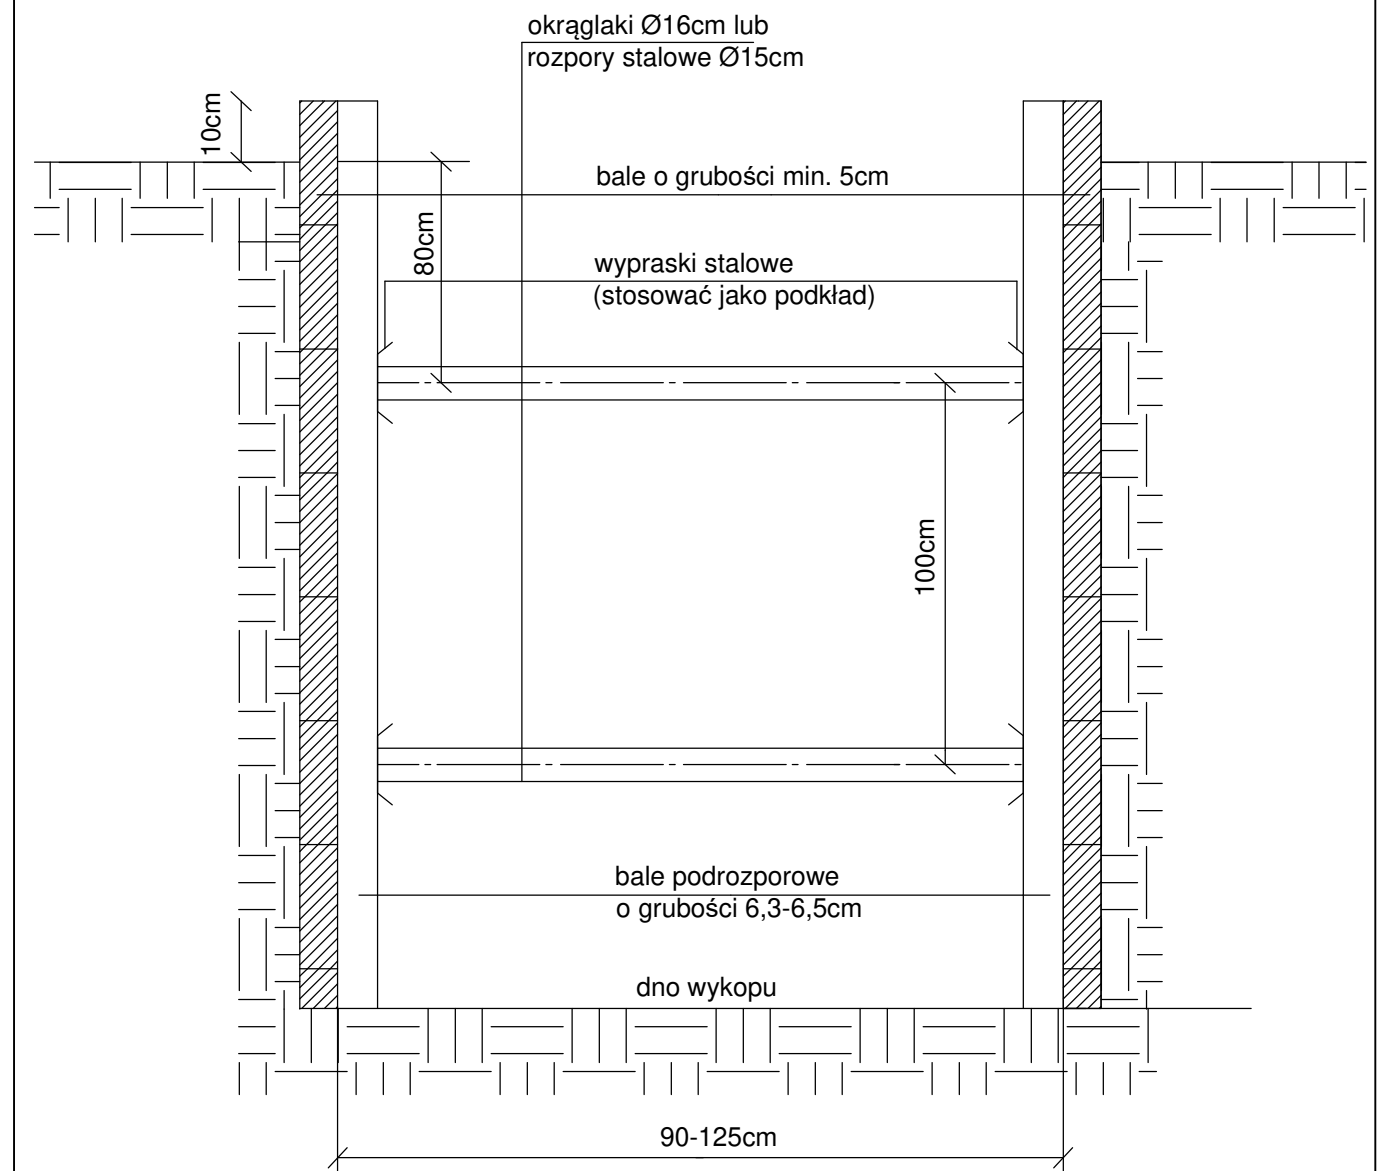 okrąglaki Ø16cm lub
rozpory stalowe Ø15cm
10cm
bale o grubości min. 5cm
80cm
wypraski stalowe
(stosować jako podkład)
100cm
bale podrozporowe
o grubości 6,3-6,5cm
dno wykopu
90-125cm